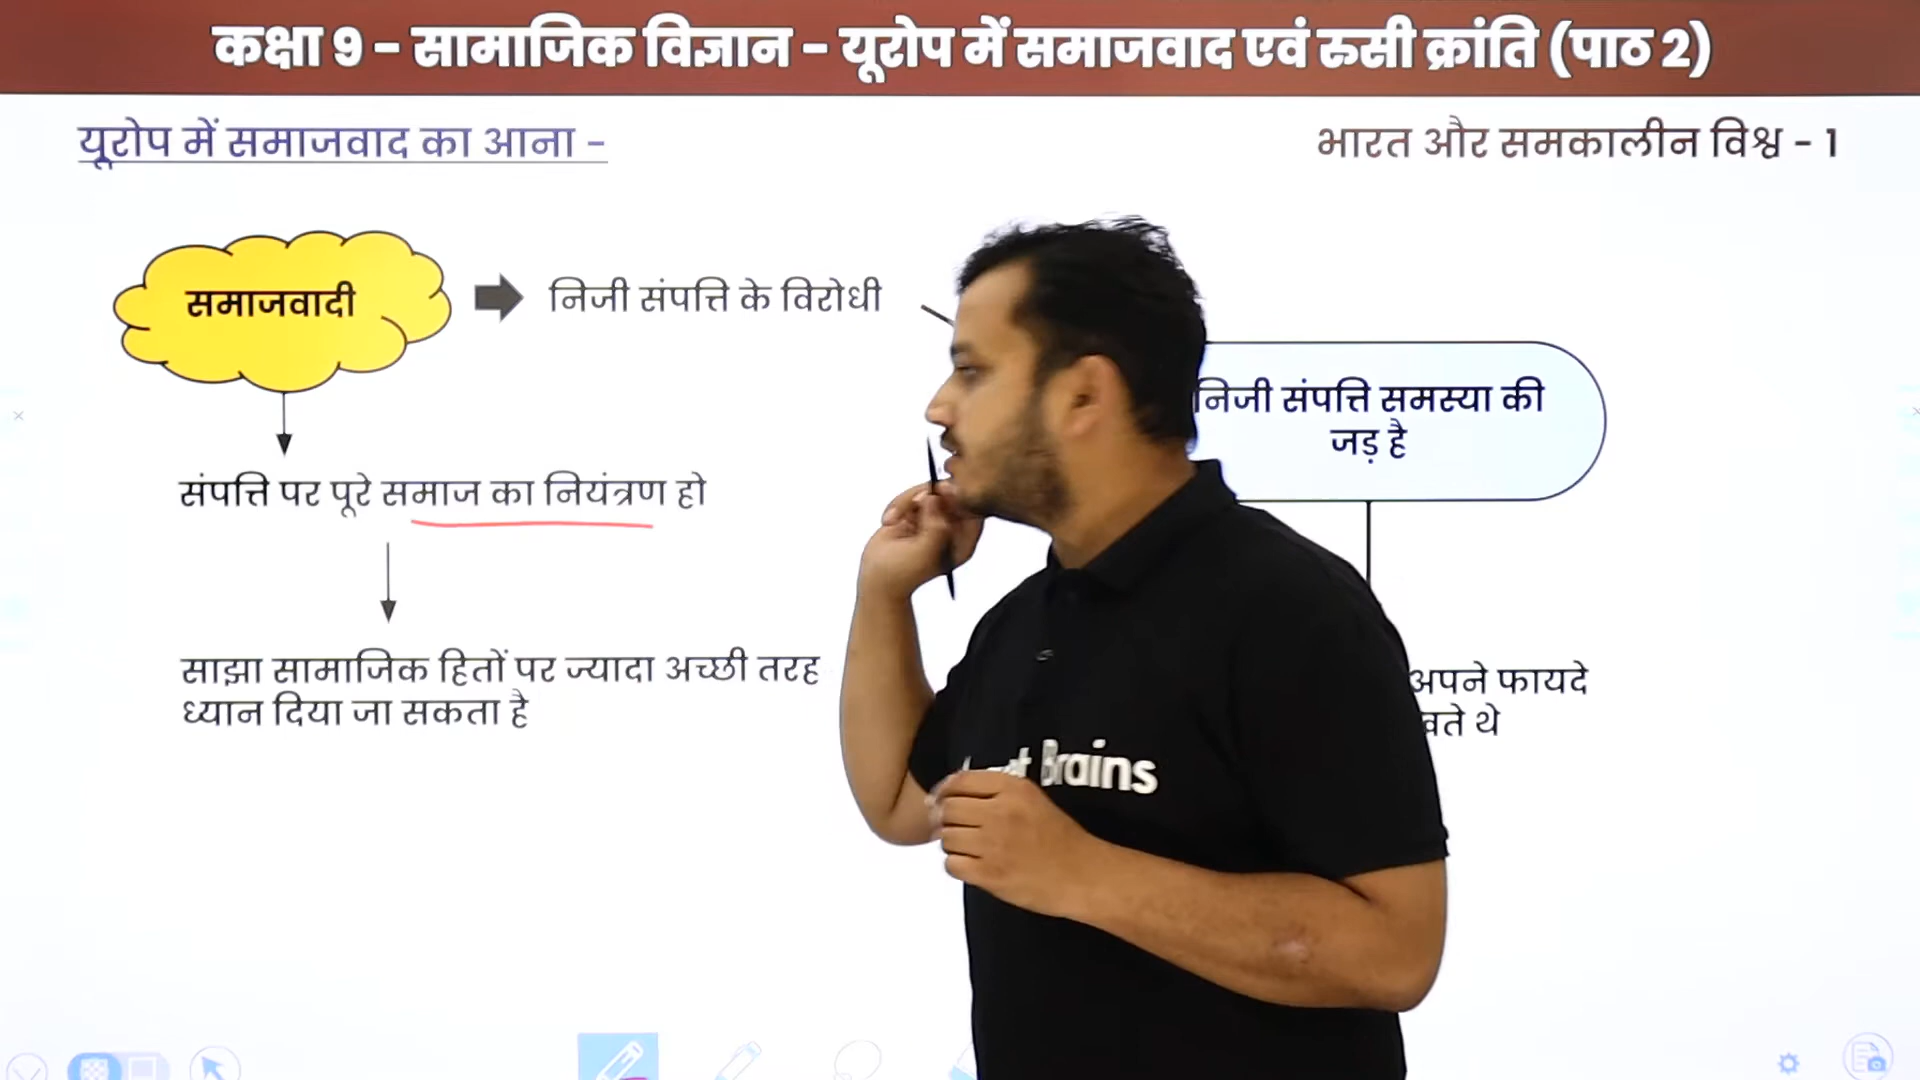 कक्षा 9 - सामाजिक विज्ञान - यूरोप में समाजवाद एवं रुसी क्रांति (पाठ 2)
यूरोप में समाजवाद का आना -
भारत और समकालीन विश्व - 1
समाजवादी
निजी संपत्ति के विरोधी
निजी संपत्ति समस्या की
जड़ है
संपत्ति पर पूरे समाज का नियंत्रण हो
साझा सामाजिक हितों पर ज्यादा अच्छी तरह
ध्यान दिया जा सकता है
अपने फायदे
थे
Brains